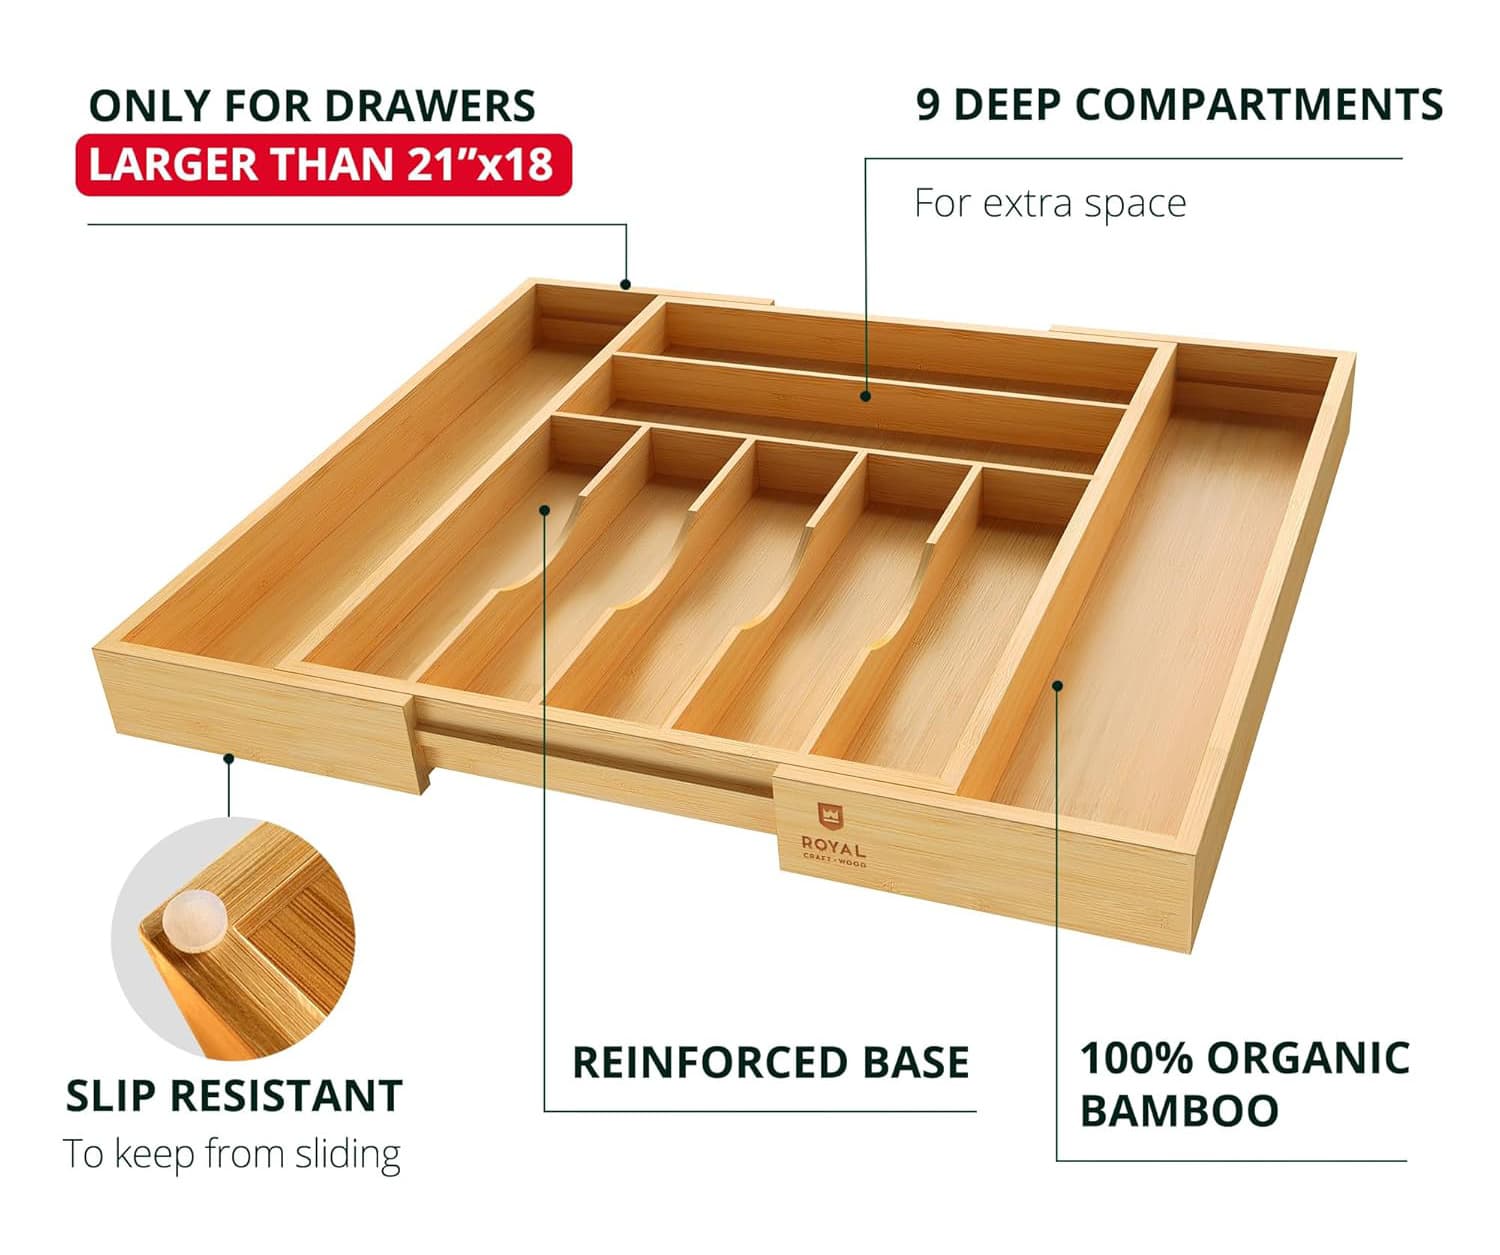 ONLY FOR DRAWERS
LARGER THAN 21”x18
9 DEEP COMPARTMENTS
For extra space
ROYAL
CRAFT-WOOD
SLIP RESISTANT
To keep from sliding
REINFORCED BASE
100% ORGANIC
BAMBOO